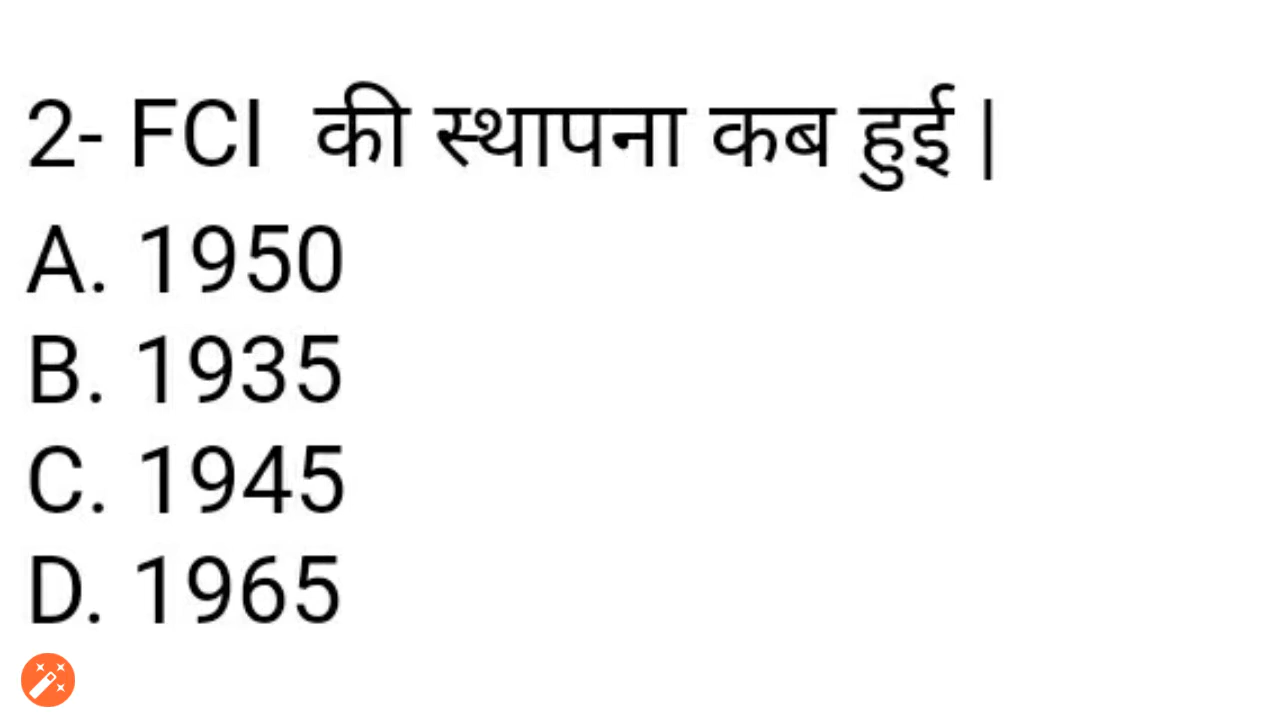 2- FCI की स्थापना कब हुई |
A. 1950
B. 1935
C. 1945
D. 1965